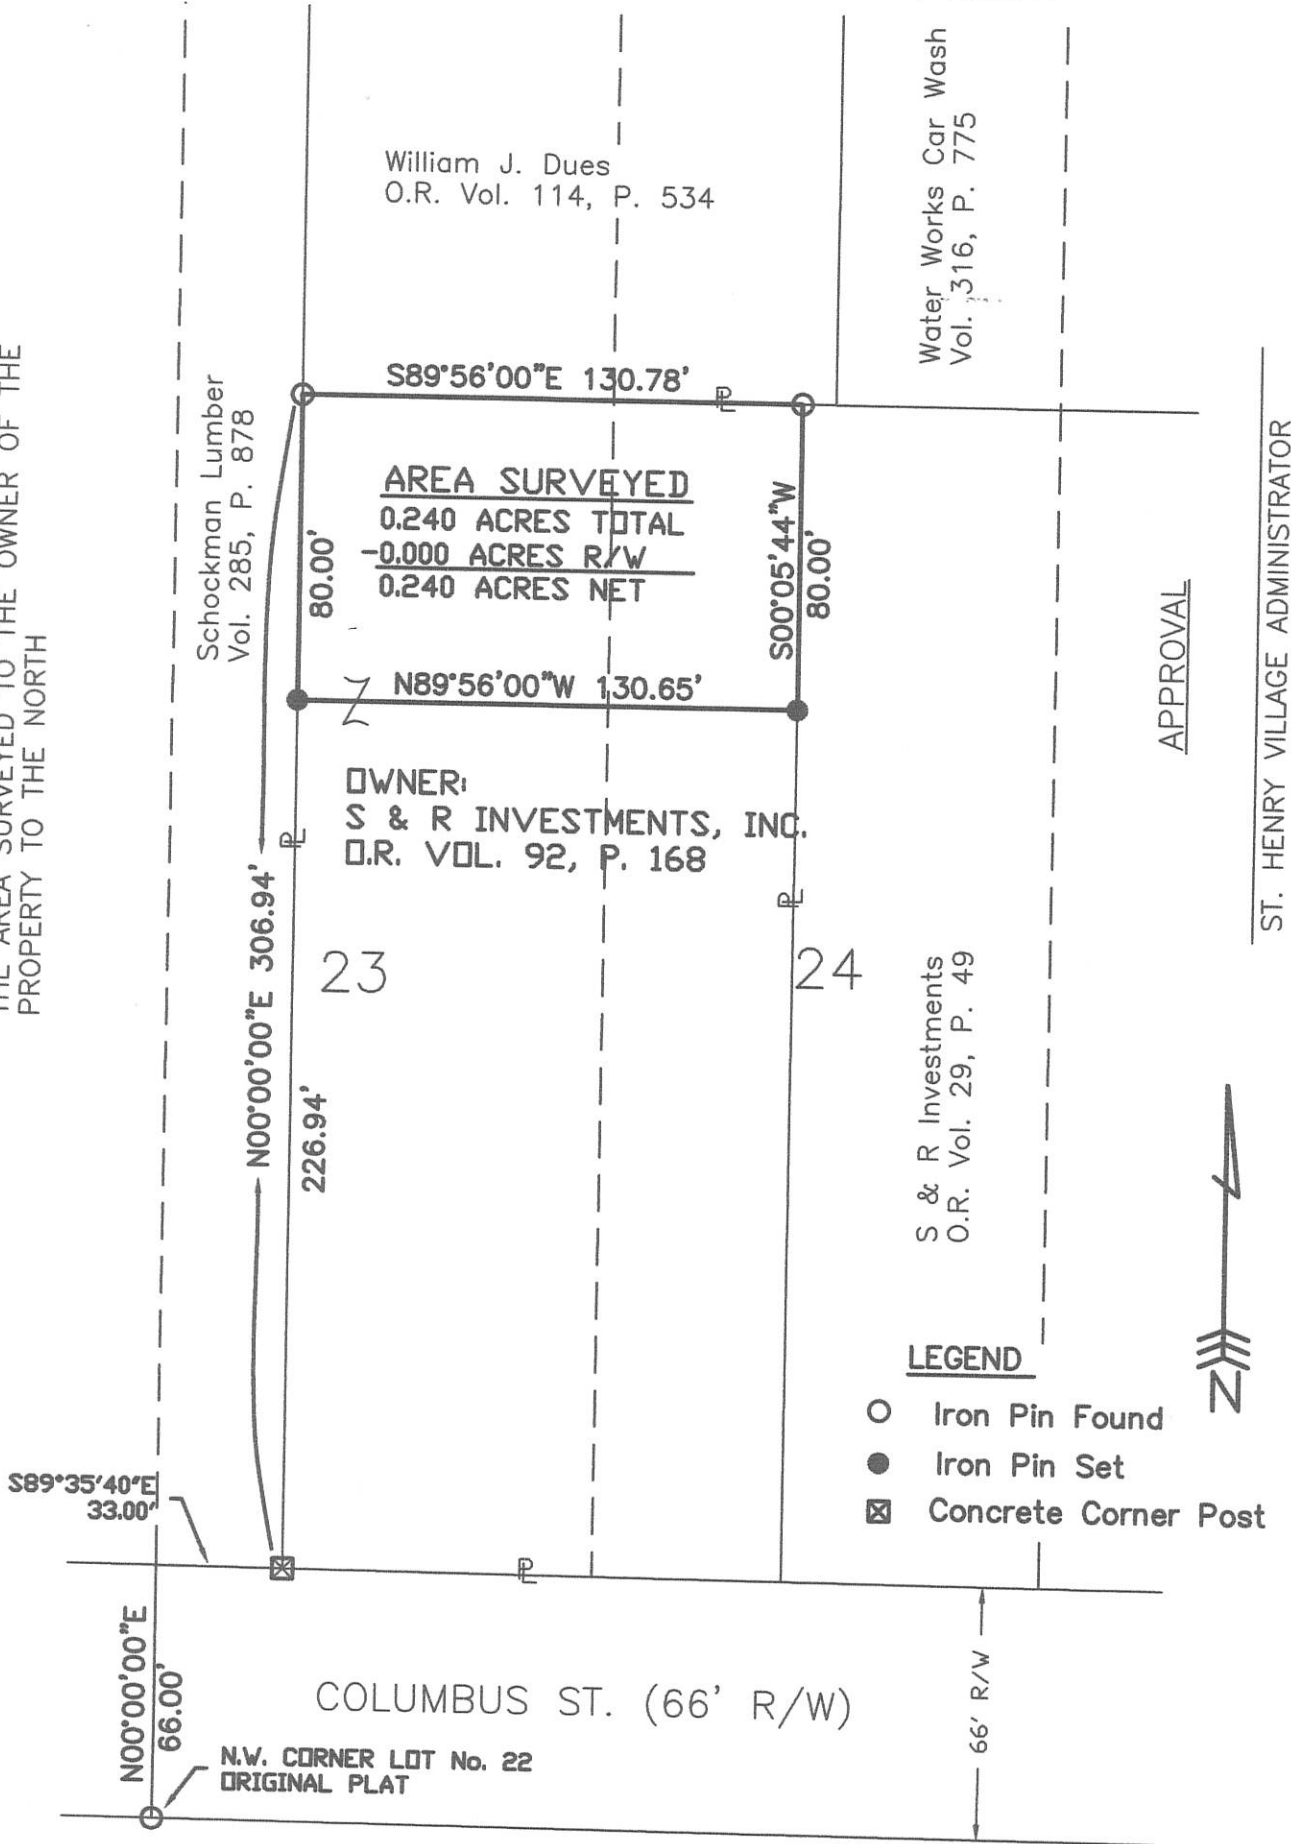 THE AREA SURVEYED TO THE OWNER OF THE
PROPERTY TO THE NORTH
William J. Dues
O.R. Vol. 114, P. 534
Water Works Car Wash
Vol. 316, P. 775
Schockman Lumber
Vol. 285, P. 878
S89°56'00"E 130.78'
P/L
AREA SURVEYED
0.240 ACRES TOTAL
-0.000 ACRES R/W
0.240 ACRES NET
80.00'
S00°05'44"W
80.00'
N89°56'00"W 130.65'
OWNER:
S & R INVESTMENTS, INC.
O.R. VOL. 92, P. 168
P/L
P/L
N00°00'00"E 306.94'
226.94'
23
24
S & R Investments
O.R. Vol. 29, P. 49
APPROVAL
ST. HENRY VILLAGE ADMINISTRATOR
N
LEGEND
Iron Pin Found
Iron Pin Set
Concrete Corner Post
S89°35'40"E
33.00'
P/L
N00°00'00"E
66.00'
COLUMBUS ST. (66' R/W)
66' R/W
N.W. CORNER LOT No. 22
ORIGINAL PLAT